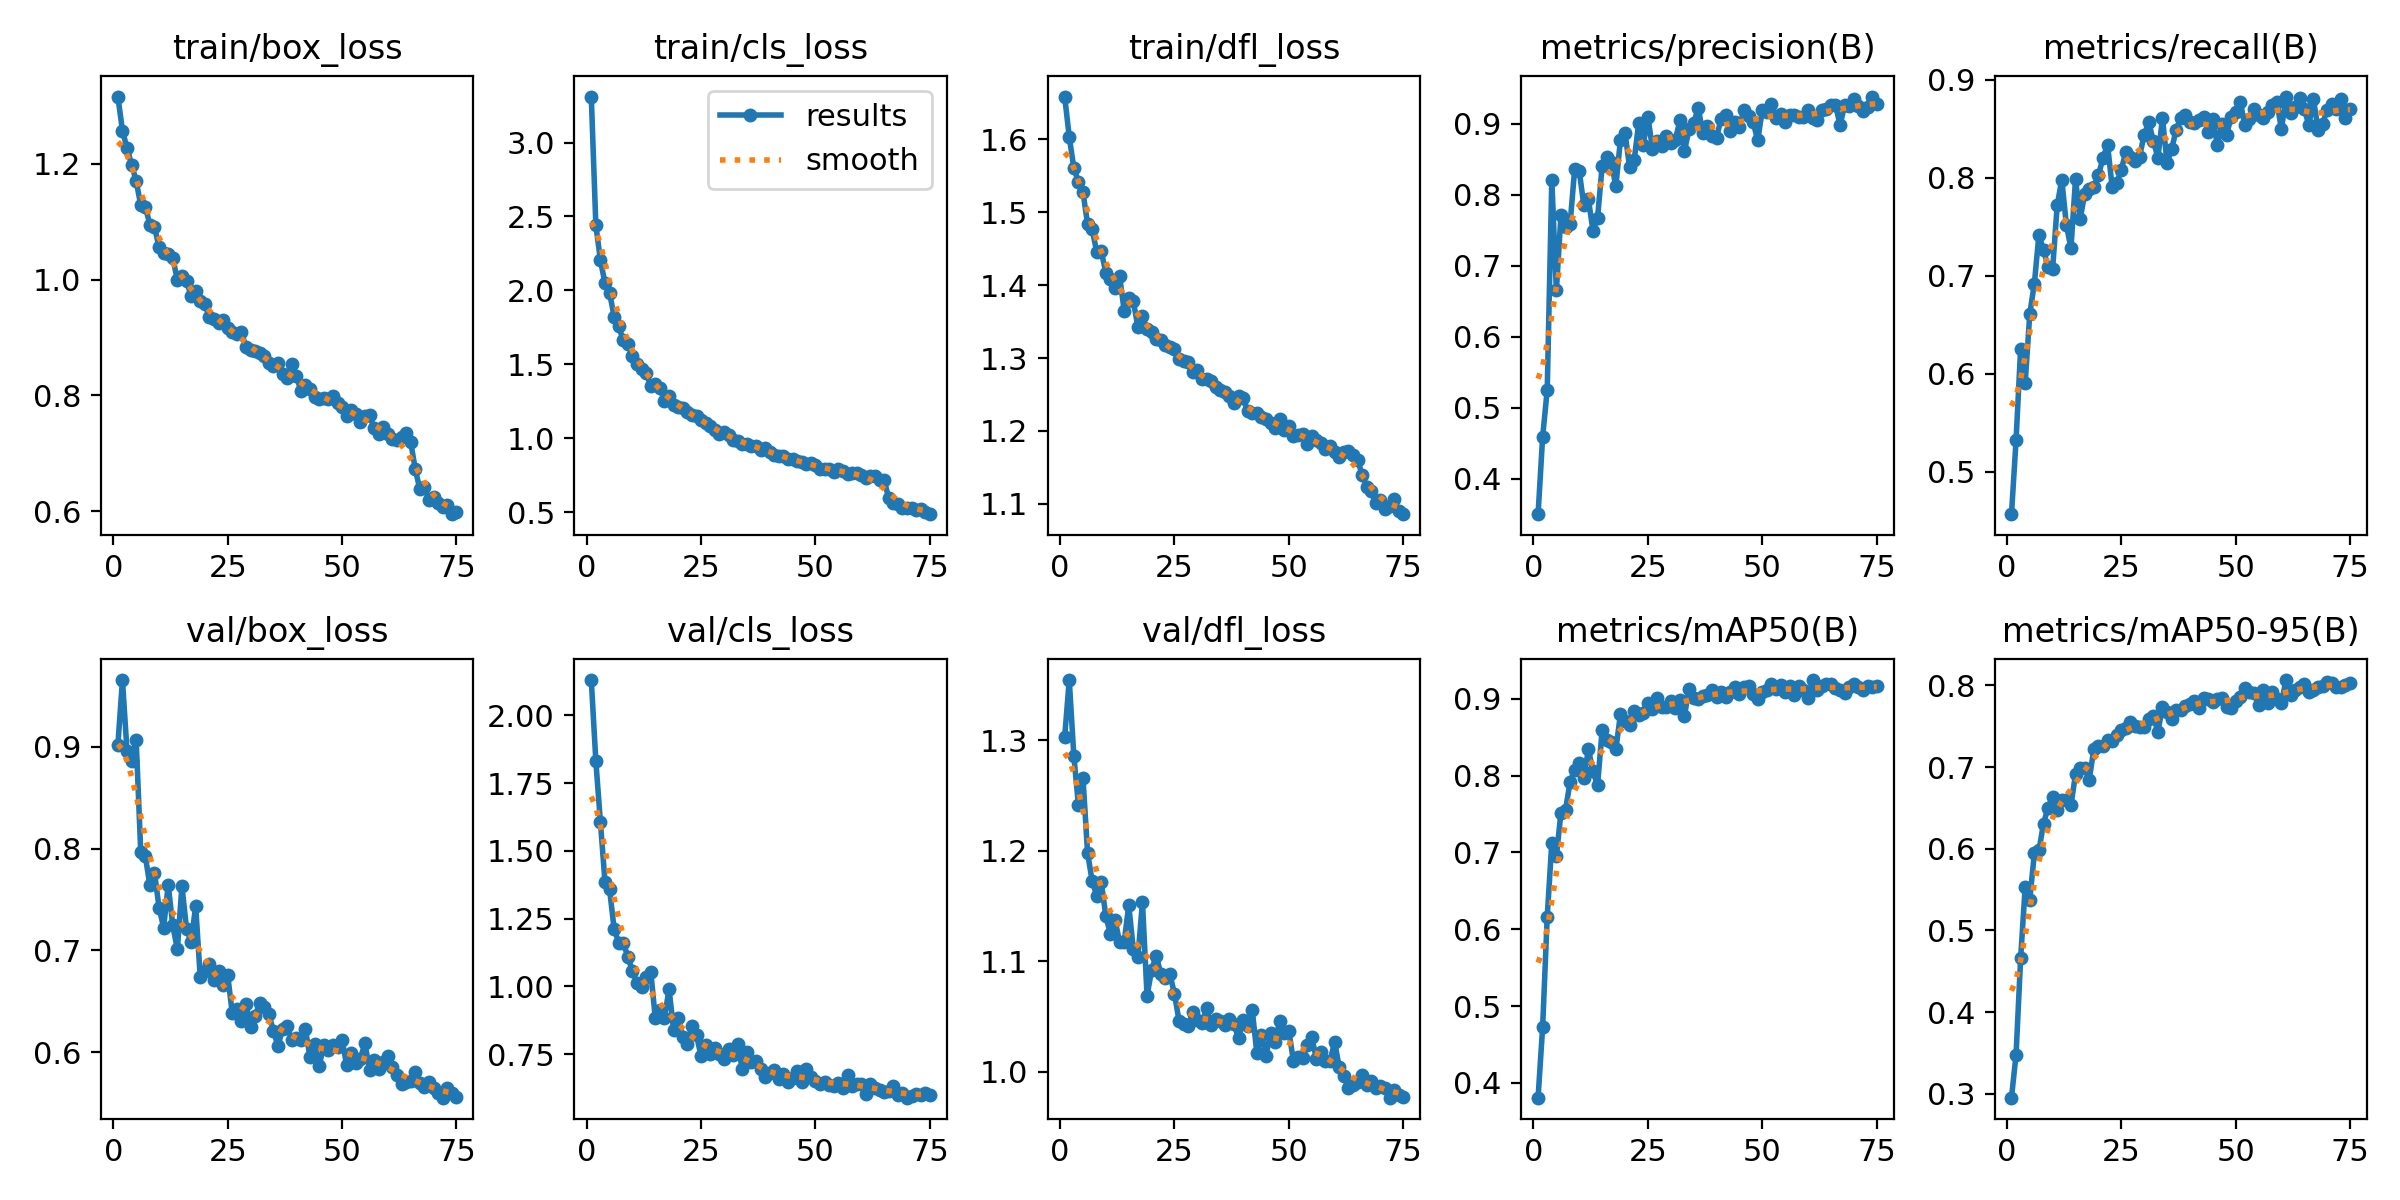 train/box_loss
1.2
1.0
0.8
0.6
0 25 50 75
train/cls_loss
results
smooth
3.0
2.5
2.0
1.5
1.0
0.5
0 25 50 75
train/dfl_loss
1.6
1.5
1.4
1.3
1.2
1.1
0 25 50 75
metrics/precision(B)
0.9
0.8
0.7
0.6
0.5
0.4
0 25 50 75
metrics/recall(B)
0.9
0.8
0.7
0.6
0.5
0 25 50 75
val/box_loss
0.9
0.8
0.7
0.6
0 25 50 75
val/cls_loss
2.00
1.75
1.50
1.25
1.00
0.75
0 25 50 75
val/dfl_loss
1.3
1.2
1.1
1.0
0 25 50 75
metrics/mAP50(B)
0.9
0.8
0.7
0.6
0.5
0.4
0 25 50 75
metrics/mAP50-95(B)
0.8
0.7
0.6
0.5
0.4
0.3
0 25 50 75